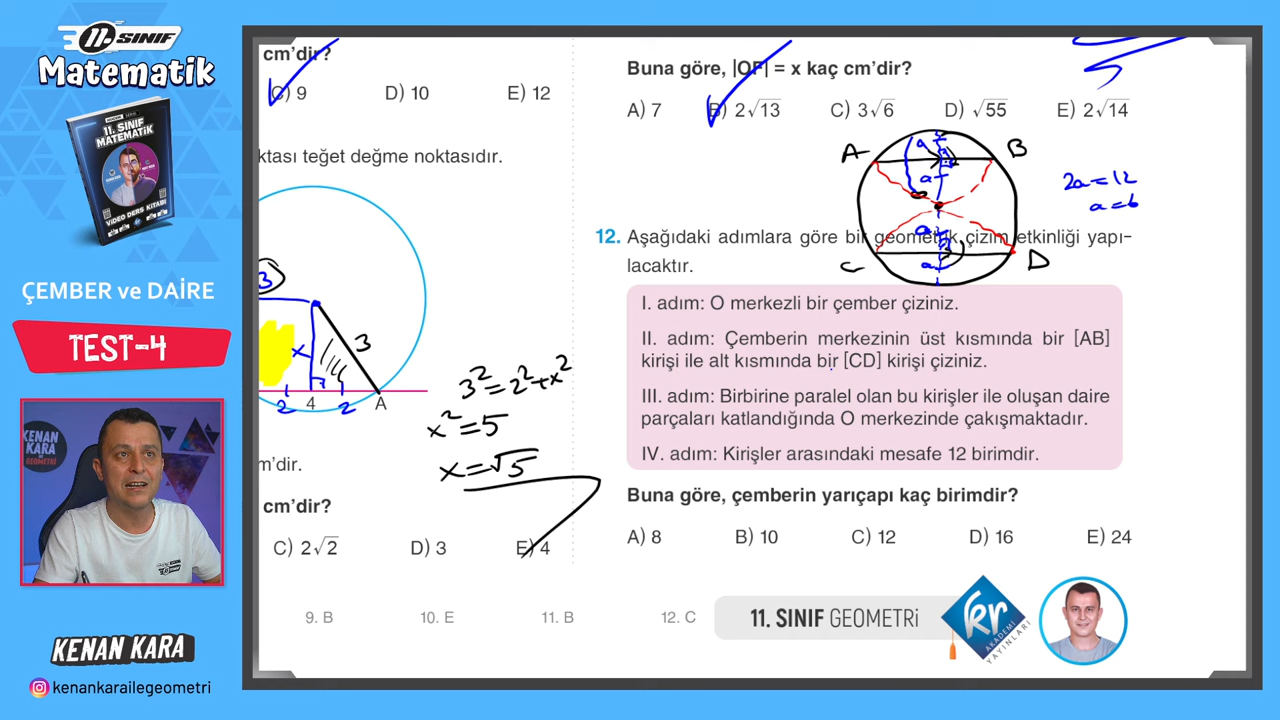 11. SINIF
Matematik
11. SINIF
MATEMATİK
VİDEO DERS KİTABI
ÇEMBER ve DAİRE
TEST-4
KENAN
KARA
GEOMETRİ
KENAN KARA
kenankarailegeometri
cm'dir?
C) 9 D) 10 E) 12
ktası teğet değme noktasıdır.
3
x
3
2 4 2 A
3² = 2² + x²
x² = 5
x = √5
m'dir.
cm'dir?
C) 2√2 D) 3 E) 4
Buna göre, |OF| = x kaç cm'dir?
A) 7 B) 2√13 C) 3√6 D) √55 E) 2√14
A B
a
a
a
a
C D
2a = 12
a = 6
12. Aşağıdaki adımlara göre bir geometrik çizim etkinliği yapı-
lacaktır.
I. adım: O merkezli bir çember çiziniz.
II. adım: Çemberin merkezinin üst kısmında bir [AB]
kirişi ile alt kısmında bir [CD] kirişi çiziniz.
III. adım: Birbirine paralel olan bu kirişler ile oluşan daire
parçaları katlandığında O merkezinde çakışmaktadır.
IV. adım: Kirişler arasındaki mesafe 12 birimdir.
Buna göre, çemberin yarıçapı kaç birimdir?
A) 8 B) 10 C) 12 D) 16 E) 24
9. B 10. E 11. B 12. C
11. SINIF GEOMETRİ
kr
AKADEMİ
YAYINLARI